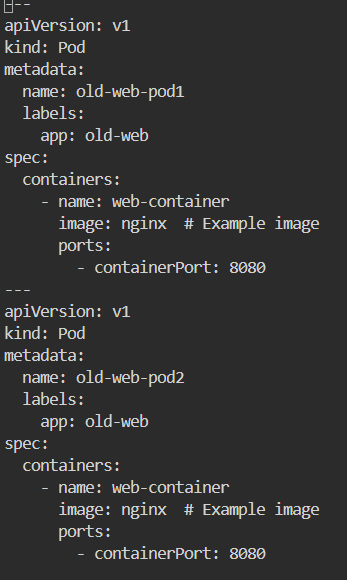 ---
apiVersion: v1
kind: Pod
metadata:
  name: old-web-pod1
  labels:
    app: old-web
spec:
  containers:
    - name: web-container
      image: nginx  # Example image
      ports:
        - containerPort: 8080
---
apiVersion: v1
kind: Pod
metadata:
  name: old-web-pod2
  labels:
    app: old-web
spec:
  containers:
    - name: web-container
      image: nginx  # Example image
      ports:
        - containerPort: 8080